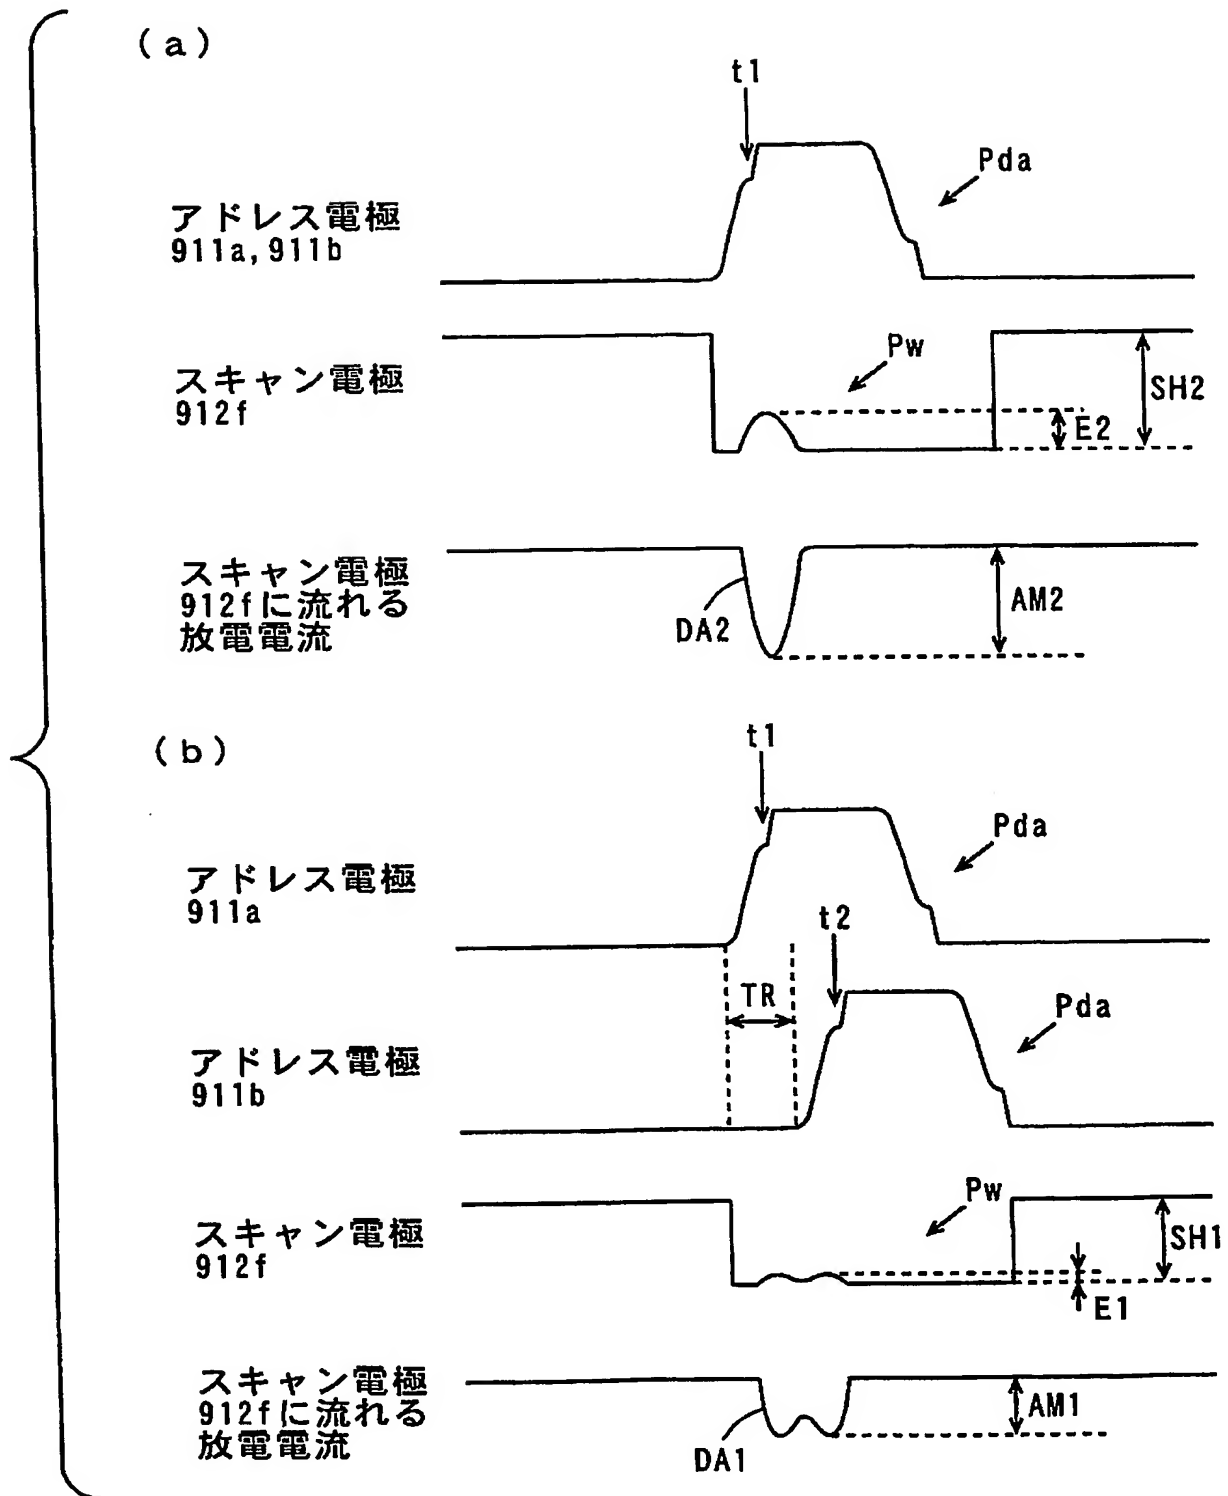 (a)
t1
Pda
アドレス電極
911a, 911b
Pw
スキャン電極
912f
SH2
E2
スキャン電極
912fに流れる
放電電流
DA2
AM2
(b)
t1
Pda
アドレス電極
911a
t2
TR
Pda
アドレス電極
911b
Pw
スキャン電極
912f
SH1
E1
スキャン電極
912fに流れる
放電電流
DA1
AM1